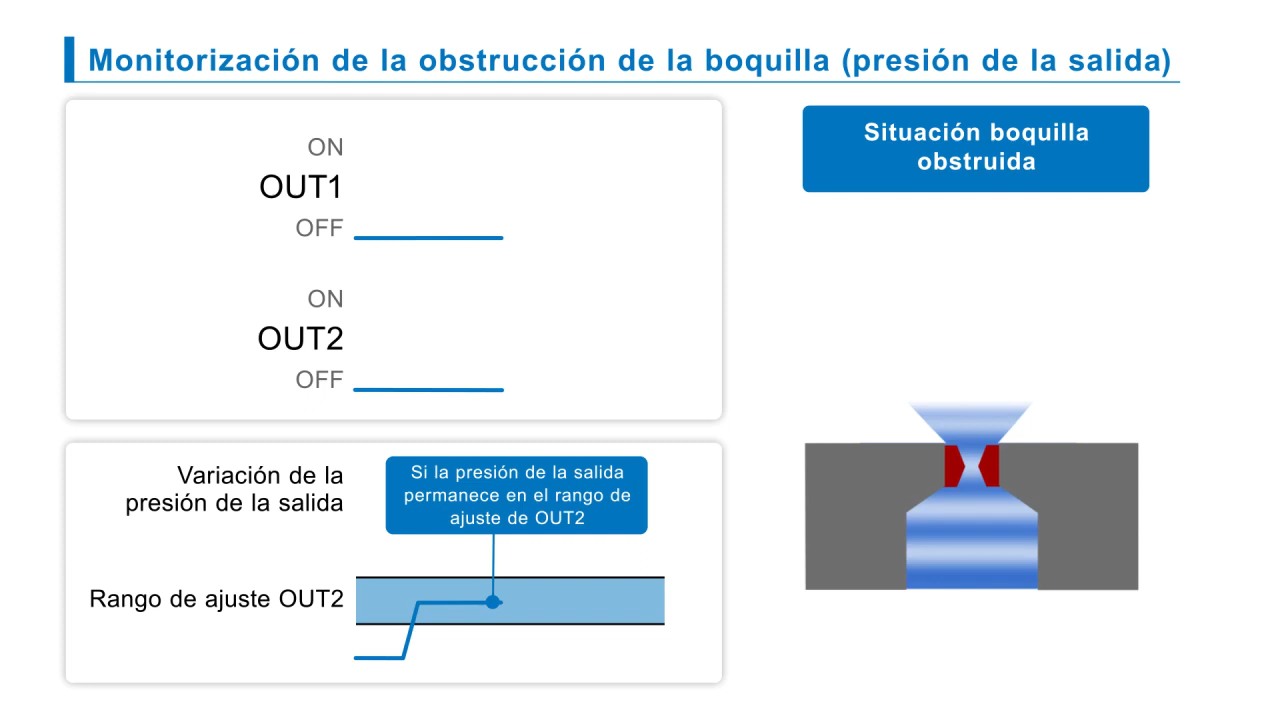 Monitorización de la obstrucción de la boquilla (presión de la salida)
ON
OUT1
OFF
ON
OUT2
OFF
Situación boquilla
obstruida
Variación de la
presión de la salida
Si la presión de la salida
permanece en el rango de
ajuste de OUT2
Rango de ajuste OUT2